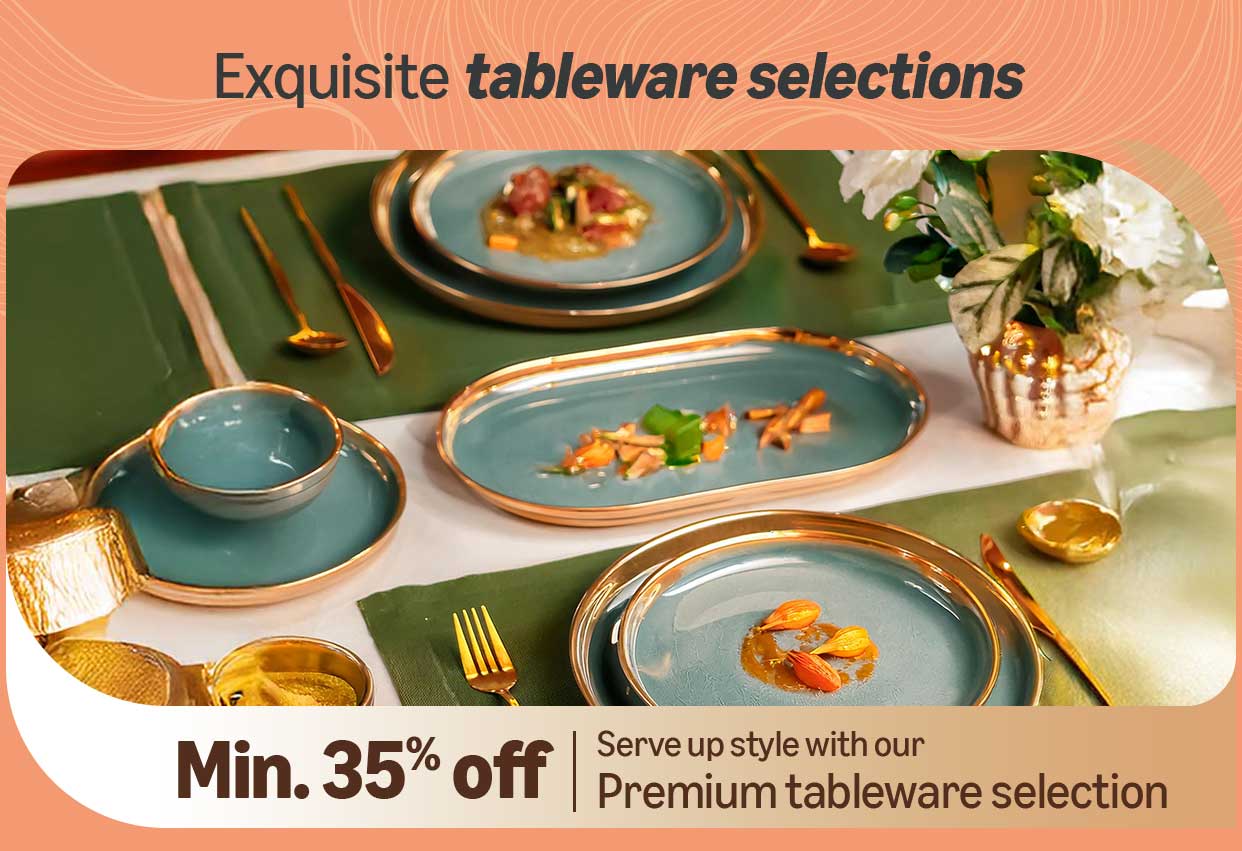 Exquisite tableware selections
Min. 35% off
Serve up style with our
Premium tableware selection